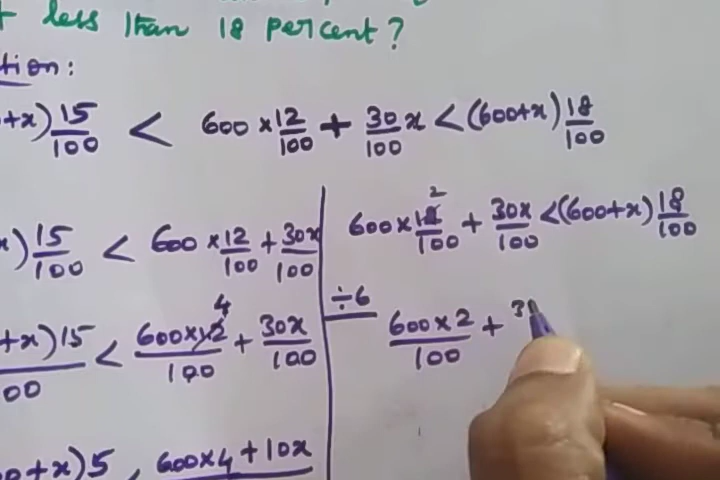 less than 18 percent?
tion:
+x) 15/100 < 600 × 12/100 + 30/100 x < (600+x) 18/100
x) 15/100 < 600 × 12/100 + 30x/100
600 × 12/100 + 30x/100 < (600+x) 18/100
2
+x) 15/00 < 600 × 12/100 + 30x/100
4
÷6 600 × 2/100 + 3
+x) 5, 600 × 4 + 10x